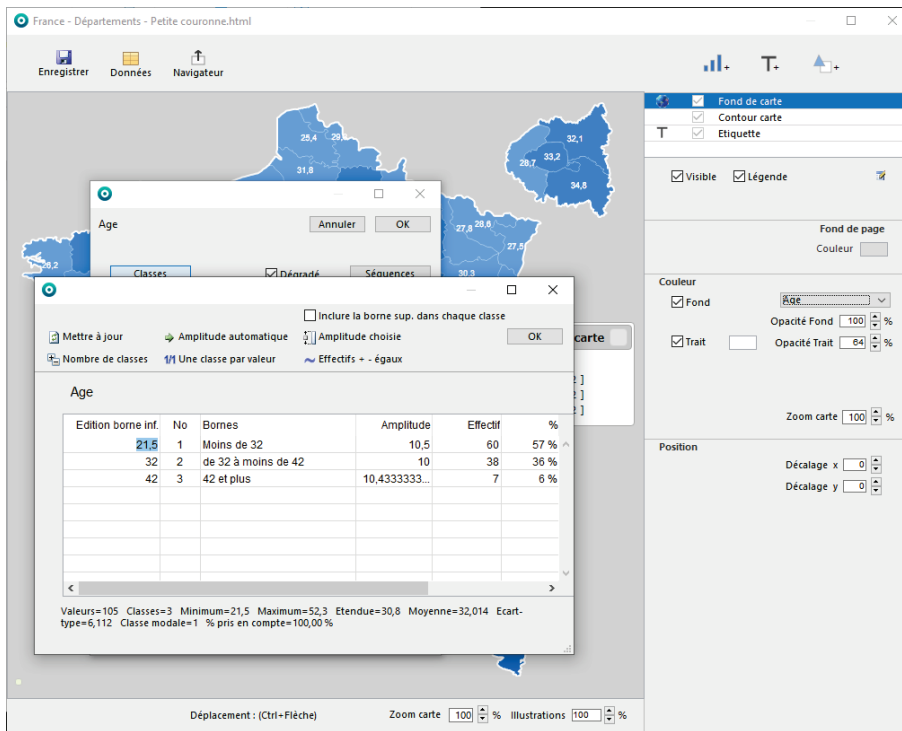 France - Départements - Petite couronne.html
Enregistrer Données Navigateur
T+
Fond de carte
Contour carte
T Etiquette
Visible Légende
Fond de page
Couleur
Couleur
Fond Age
Opacité Fond 100 %
Trait Opacité Trait 64 %
Zoom carte 100 %
Position
Décalage x 0
Décalage y 0
25,4
31,8
32,1
28,7 33,2
34,8
27,8 28,6
27,5
30,3
26,2
Age Annuler OK
Classes Dégradé Séquences
carte
2 ]
2 ]
2 ]
Inclure la borne sup. dans chaque classe
Mettre à jour Amplitude automatique Amplitude choisie OK
Nombre de classes 1/1 Une classe par valeur Effectifs + - égaux
Age
Edition borne inf. No Bornes Amplitude Effectif %
21,5 1 Moins de 32 10,5 60 57 %
32 2 de 32 à moins de 42 10 38 36 %
42 3 42 et plus 10,4333333... 7 6 %
Valeurs=105 Classes=3 Minimum=21,5 Maximum=52,3 Etendue=30,8 Moyenne=32,014 Ecart-
type=6,112 Classe modale=1 % pris en compte=100,00 %
Déplacement : (Ctrl+Flèche) Zoom carte 100 % Illustrations 100 %